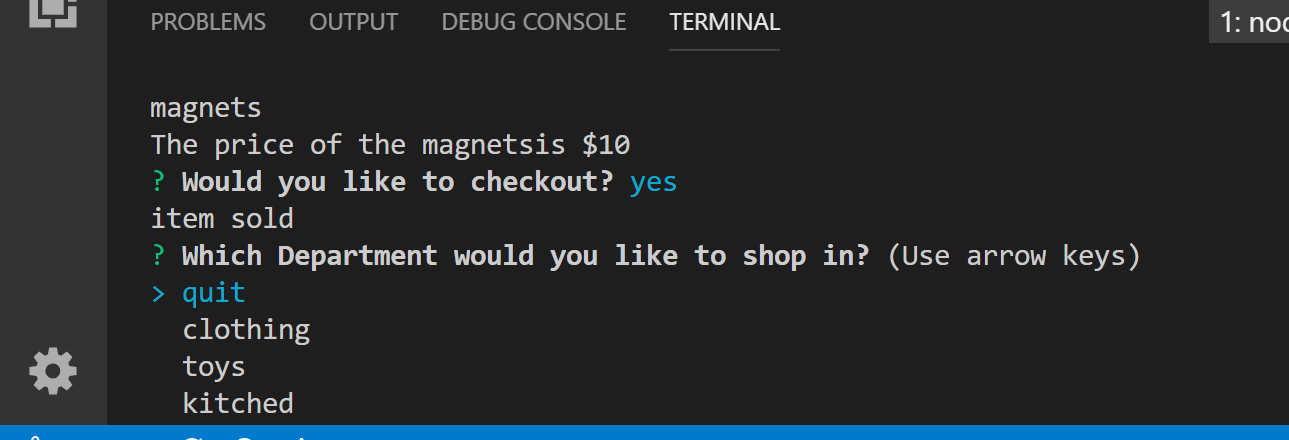 PROBLEMS OUTPUT DEBUG CONSOLE TERMINAL 1:
magnets
The price of the magnetsis $10
? Would you like to checkout? yes
item sold
? Which Department would you like to shop in? (Use arrow keys)
> quit
clothing
toys
kitched